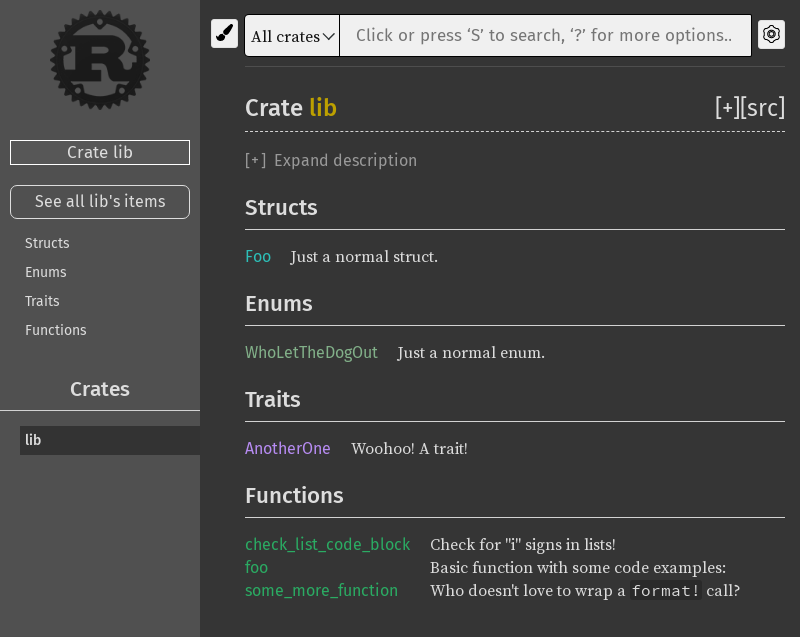 R
Crate lib
See all lib's items
Structs
Enums
Traits
Functions
Crates
lib
All crates
Click or press ‘S’ to search, ‘?’ for more options..
Crate lib [+][src]
[+] Expand description
Structs
Foo Just a normal struct.
Enums
WhoLetTheDogOut Just a normal enum.
Traits
AnotherOne Woohoo! A trait!
Functions
check_list_code_block Check for "i" signs in lists!
foo Basic function with some code examples:
some_more_function Who doesn't love to wrap a format! call?